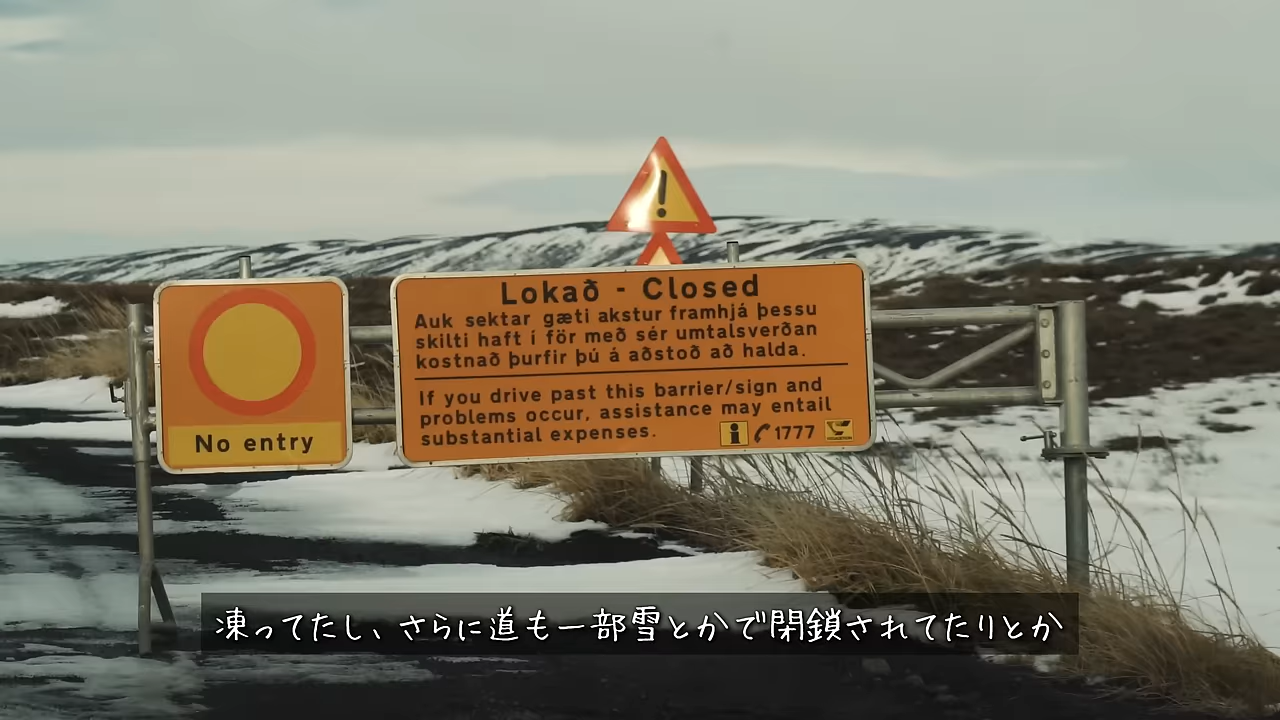 !
No entry
Lokað - Closed
Auk sektar gæti akstur framhjá þessu
skilti haft í för með sér umtalsverðan
kostnað þurfir þú á aðstoð að halda.
If you drive past this barrier/sign and
problems occur, assistance may entail
substantial expenses.
i 1777
凍ってたし、さらに道も一部雪とかで閉鎖されてたりとか